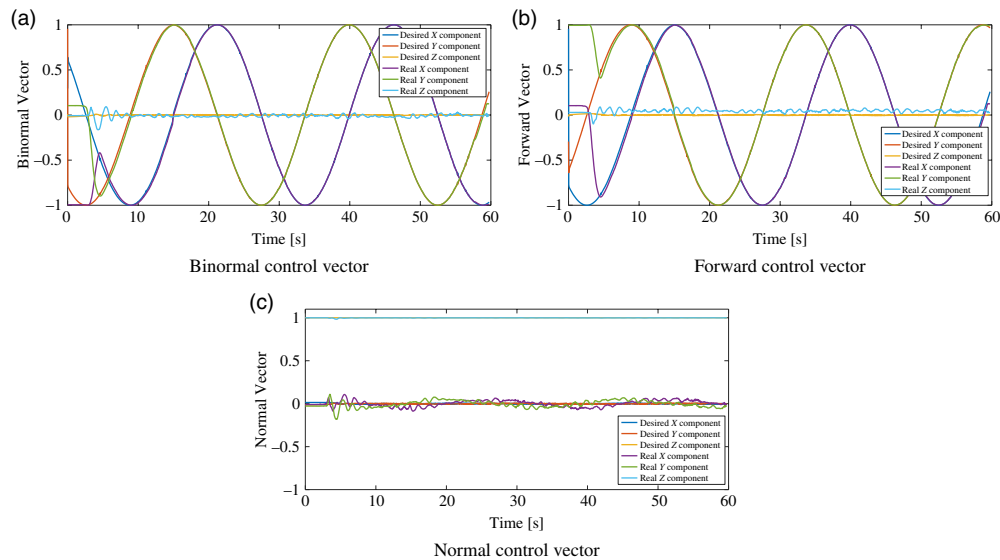 (a)
Binormal Vector
1
0.5
0
−0.5
−1
0
10
20
30
40
50
60
Desired X component
Desired Y component
Desired Z component
Real X component
Real Y component
Real Z component
Time [s]
Binormal control vector
(b)
Forward Vector
1
0.5
0
−0.5
−1
0
10
20
30
40
50
60
Desired X component
Desired Y component
Desired Z component
Real X component
Real Y component
Real Z component
Time [s]
Forward control vector
(c)
Normal Vector
1
0.5
0
−0.5
−1
0
10
20
30
40
50
60
Desired X component
Desired Y component
Desired Z component
Real X component
Real Y component
Real Z component
Time [s]
Normal control vector